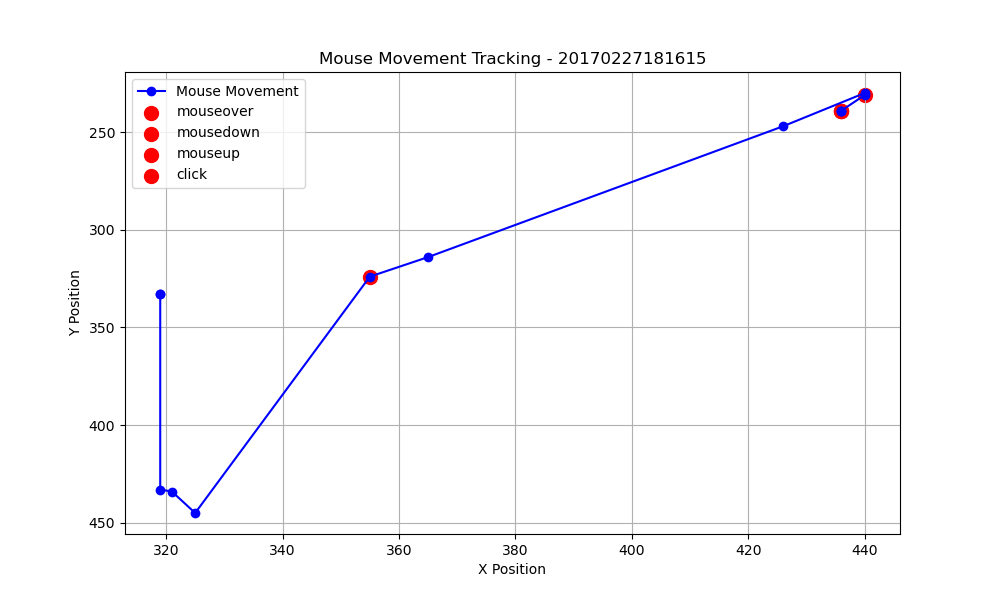 Mouse Movement Tracking - 20170227181615
Mouse Movement
mouseover
mousedown
mouseup
click
Y Position
250
300
350
400
450
320 340 360 380 400 420 440
X Position